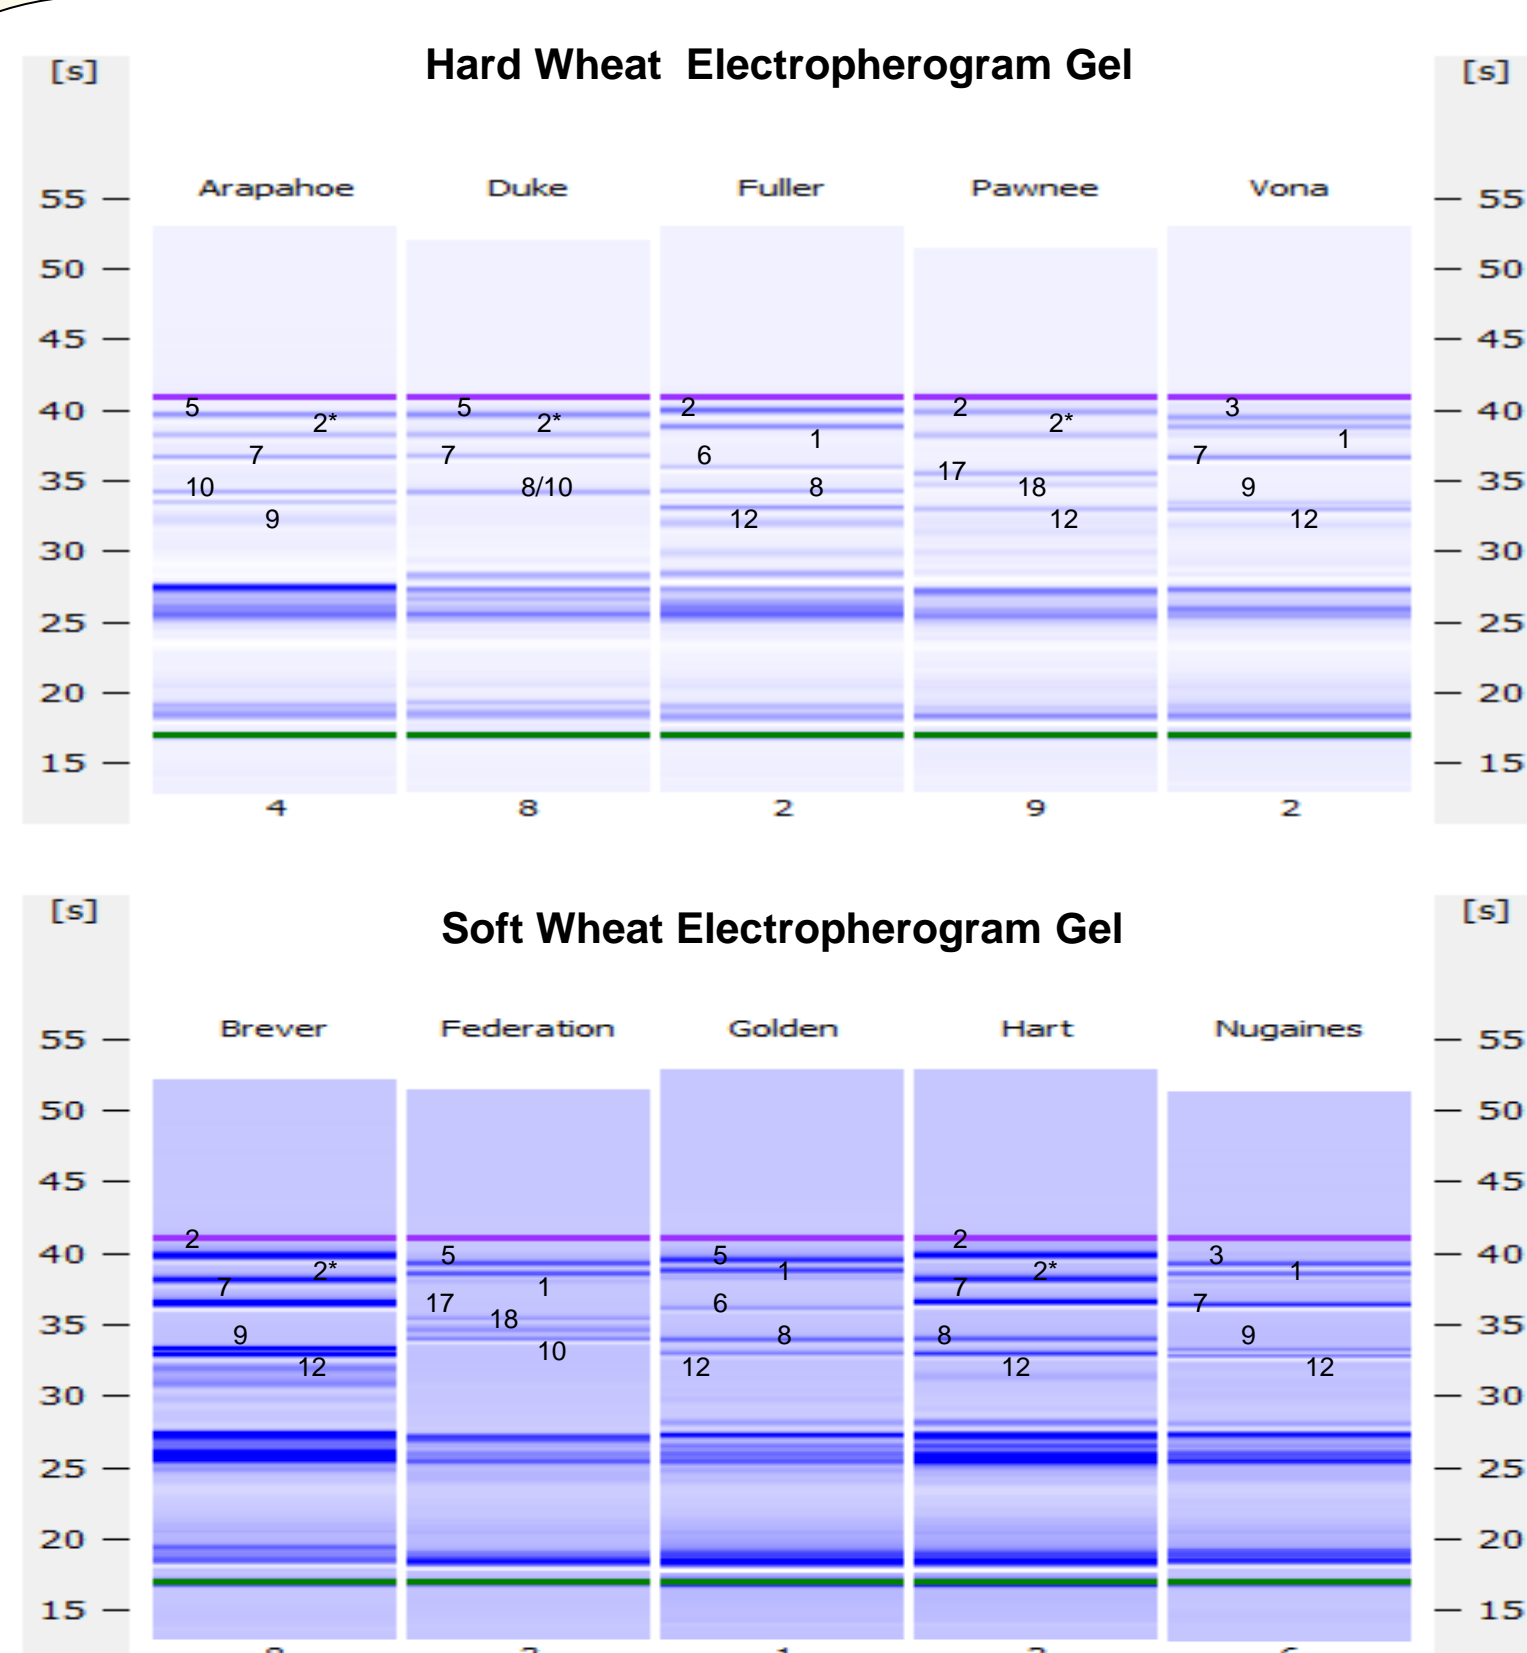 Hard Wheat Electropherogram Gel
[s] [s]
Arapahoe Duke Fuller Pawnee Vona
55 55
50 50
45 45
40 5 2* 5 2* 2 1 2 2* 3 1 40
7 7 6 17 7
35 10 8/10 8 18 9 35
9 12 12 12
30 30
25 25
20 20
15 15
4 8 2 9 2
Soft Wheat Electropherogram Gel
[s] [s]
Brever Federation Golden Hart Nugaines
55 55
50 50
45 45
2 2
40 5 5 3 40
2* 1 2* 1
7 1 7
17 6 7
35 9 18 8 8 9 35
10
12 12 12 12
30 30
25 25
20 20
15 15